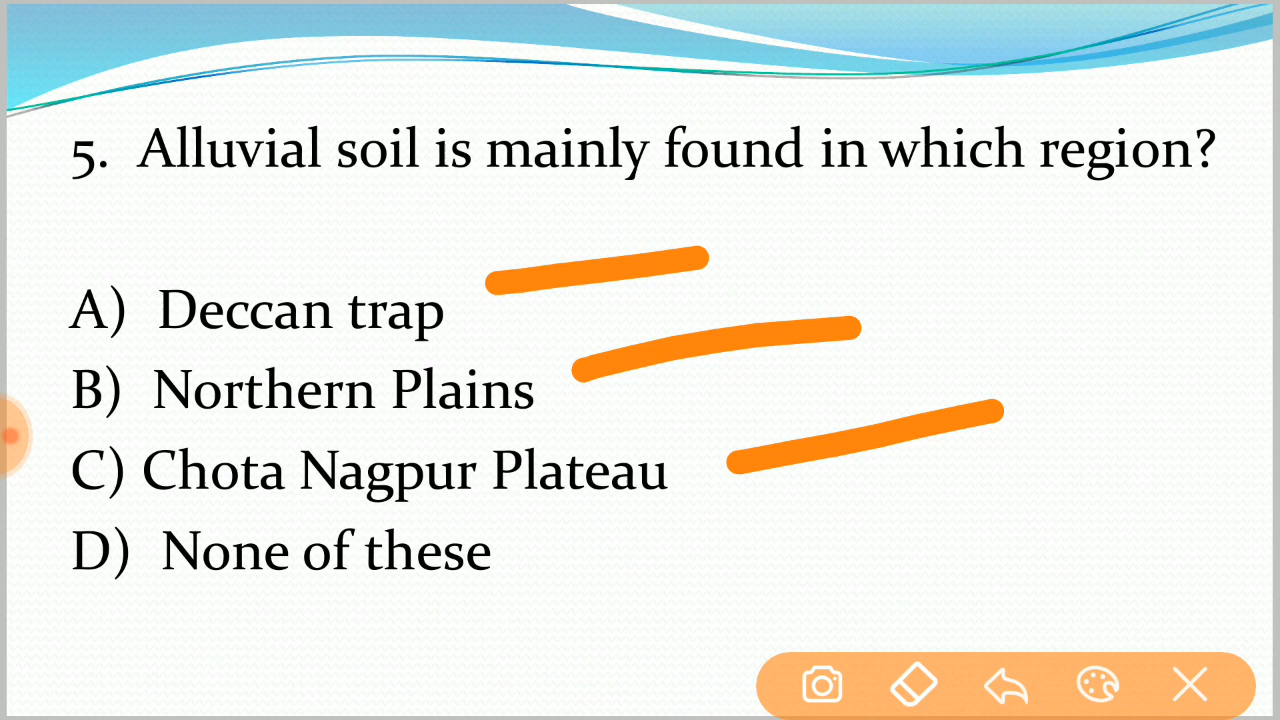 5. Alluvial soil is mainly found in which region?
A) Deccan trap
B) Northern Plains
C) Chota Nagpur Plateau
D) None of these